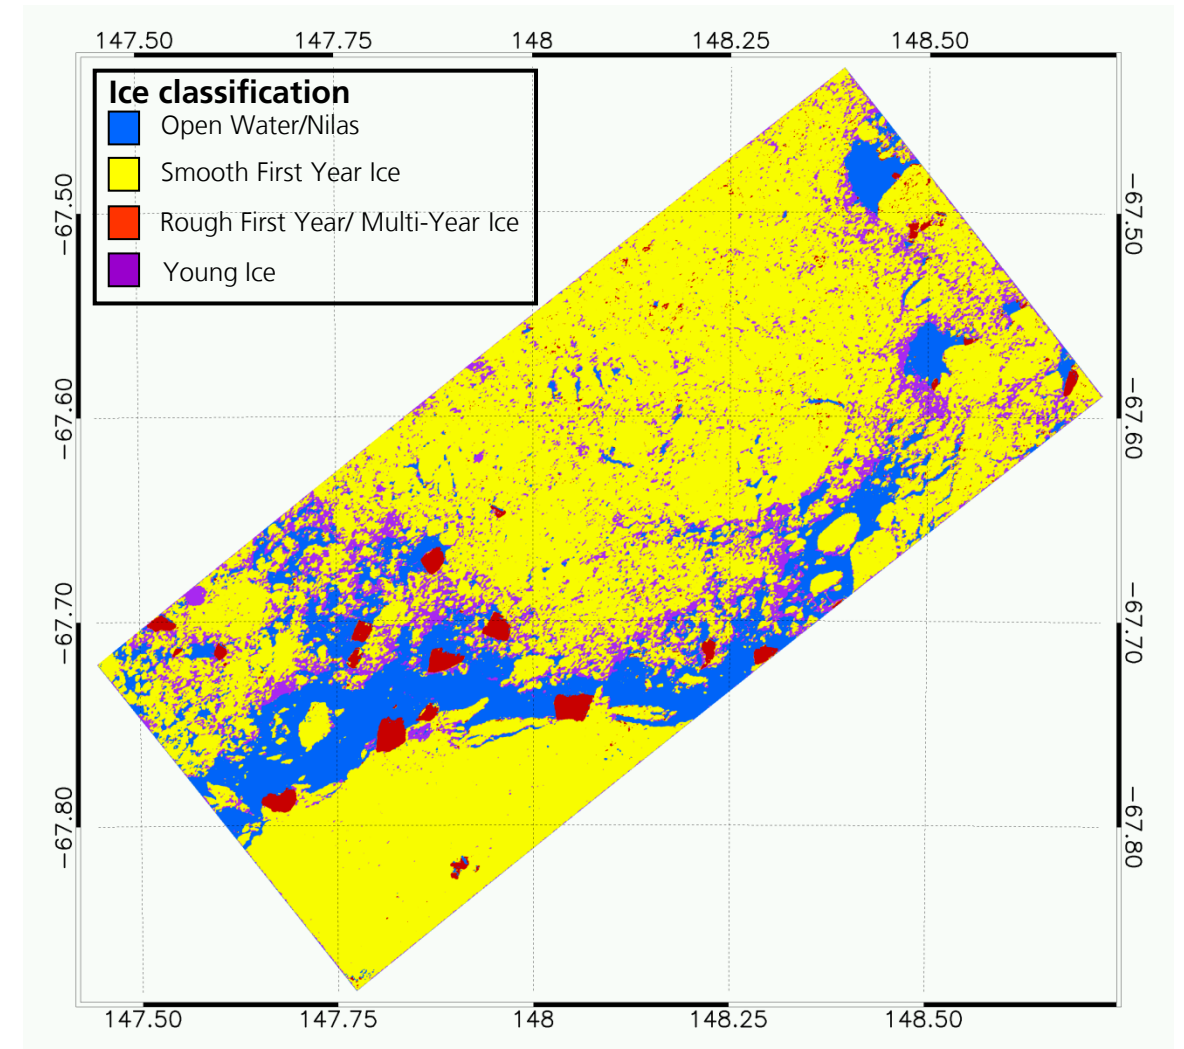 147.50 147.75 148 148.25 148.50
Ice classification
Open Water/Nilas
Smooth First Year Ice
Rough First Year/ Multi-Year Ice
Young Ice
−67.50
−67.60
−67.70
−67.80
−67.50
−67.60
−67.70
−67.80
147.50 147.75 148 148.25 148.50